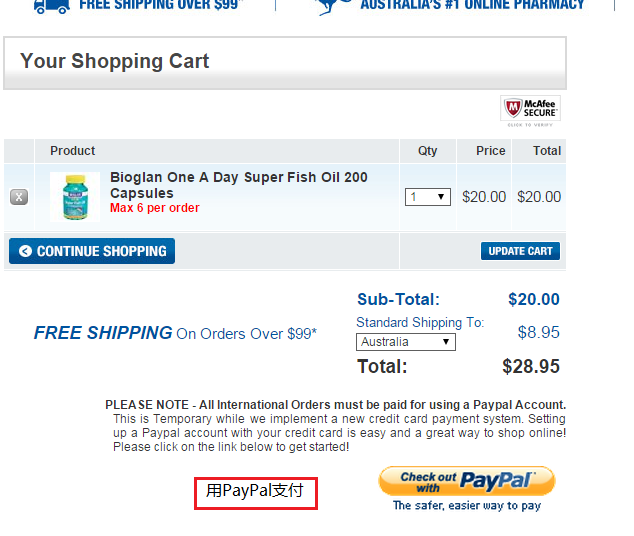 FREE SHIPPING OVER $99*
AUSTRALIA'S #1 ONLINE PHARMACY
Your Shopping Cart
McAfee
SECURE
CLICK TO VERIFY
Product Qty Price Total
X
Bioglan One A Day Super Fish Oil 200
Capsules
Max 6 per order
1 $20.00 $20.00
CONTINUE SHOPPING
UPDATE CART
Sub-Total: $20.00
Standard Shipping To:
FREE SHIPPING On Orders Over $99*
Australia
$8.95
Total: $28.95
PLEASE NOTE - All International Orders must be paid for using a Paypal Account.
This is Temporary while we implement a new credit card payment system. Setting
up a Paypal account with your credit card is easy and a great way to shop online!
Please click on the link below to get started!
用PayPal支付
Check out
with PayPal
The safer, easier way to pay